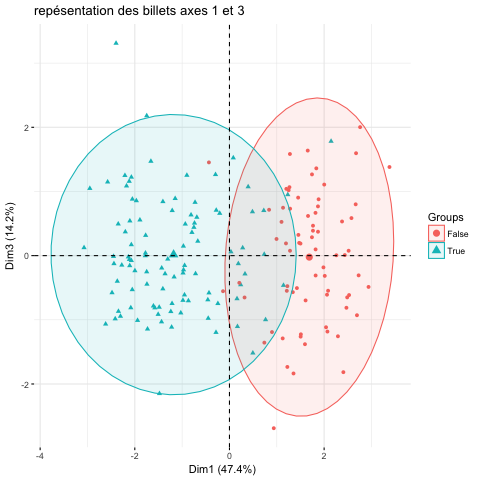 repésentation des billets axes 1 et 3
Dim3 (14.2%)
2
0
-2
-4
-2
0
2
Dim1 (47.4%)
Groups
False
True